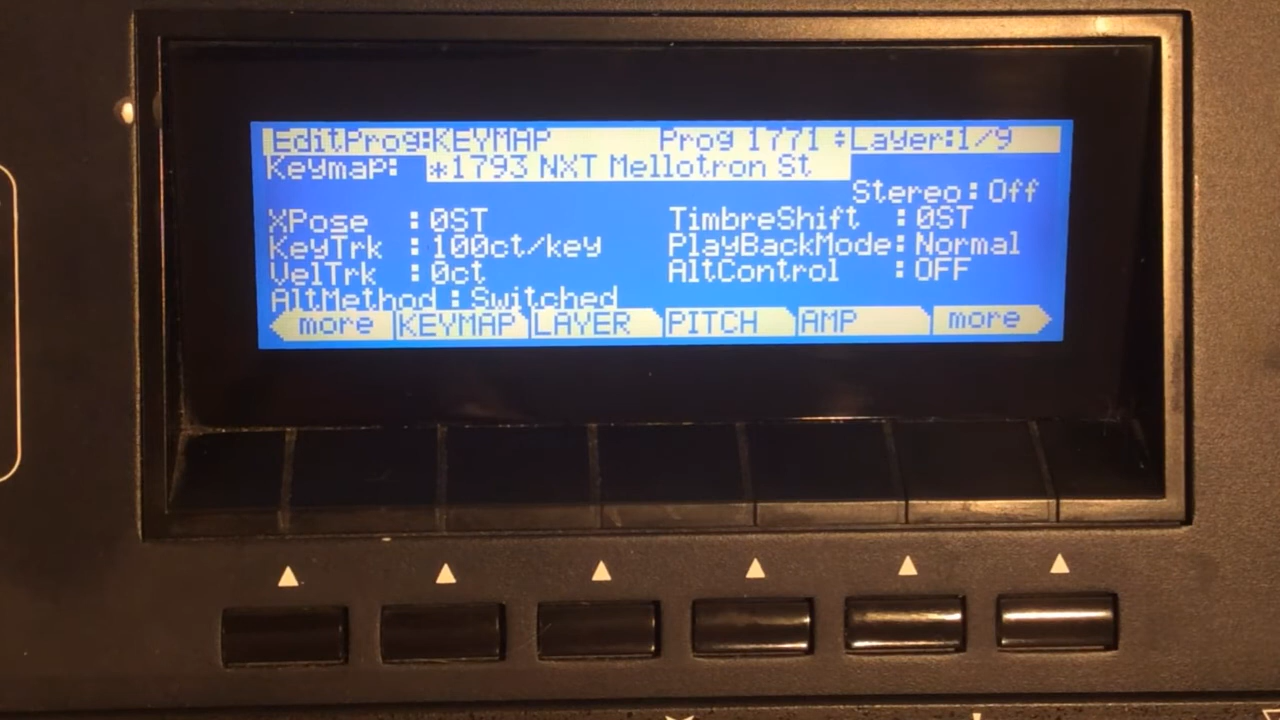 EditProg:KEYMAP Prog 1771 Layer:1/9
Keymap: *1793 NXT Mellotron St
Stereo:Off
XPose :0ST TimbreShift :0ST
KeyTrk :100ct/key PlayBackMode:Normal
VelTrk :0ct AltControl :OFF
AltMethod :Switched
more KEYMAP LAYER PITCH AMP more